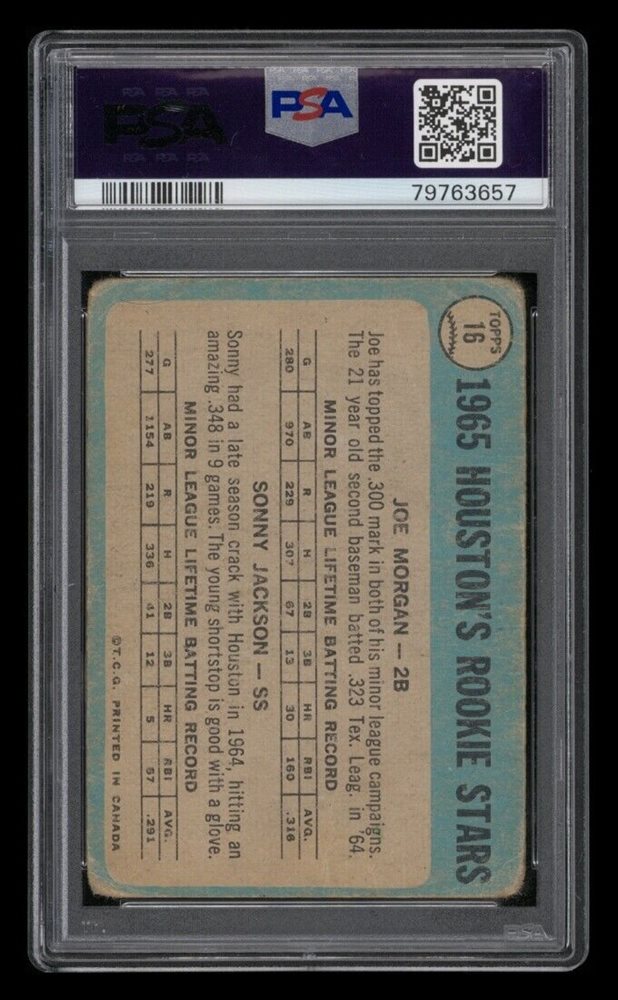 PSA
PSA
79763657
TOPPS
16
1965 HOUSTON'S ROOKIE STARS
JOE MORGAN — 2B
Joe has topped the .300 mark in both of his minor league campaigns.
The 21 year old second baseman batted .323 Tex. Leag. in '64.
MINOR LEAGUE LIFETIME BATTING RECORD
G AB R H 2B 3B HR RBI AVG.
280 970 229 307 67 13 30 160 .316
SONNY JACKSON — SS
Sonny had a late season crack with Houston in 1964, hitting an
amazing .348 in 9 games. The young shortstop is good with a glove.
MINOR LEAGUE LIFETIME BATTING RECORD
G AB R H 2B 3B HR RBI AVG.
277 1154 219 336 41 12 5 67 .291
©T.C.G. PRINTED IN CANADA
PSA